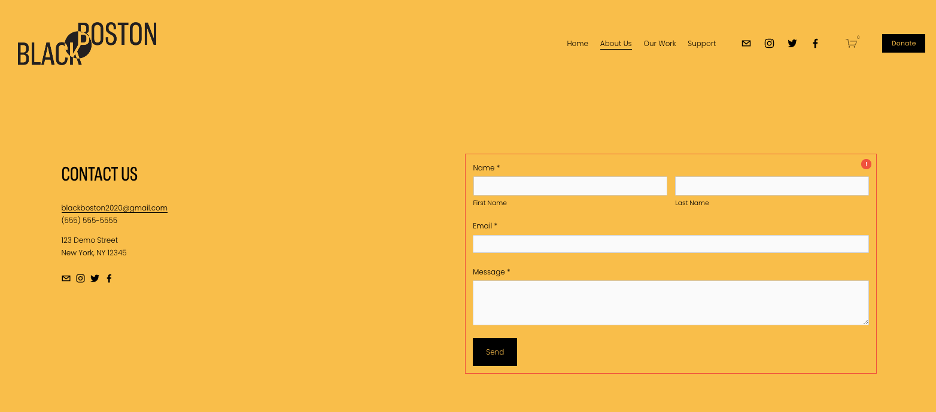 BLACK BOSTON
Home About Us Our Work Support 0 Donate
CONTACT US
blackboston2020@gmail.com
(555) 555-5555
123 Demo Street
New York, NY 12345
Name *
First Name Last Name
Email *
Message *
Send
!